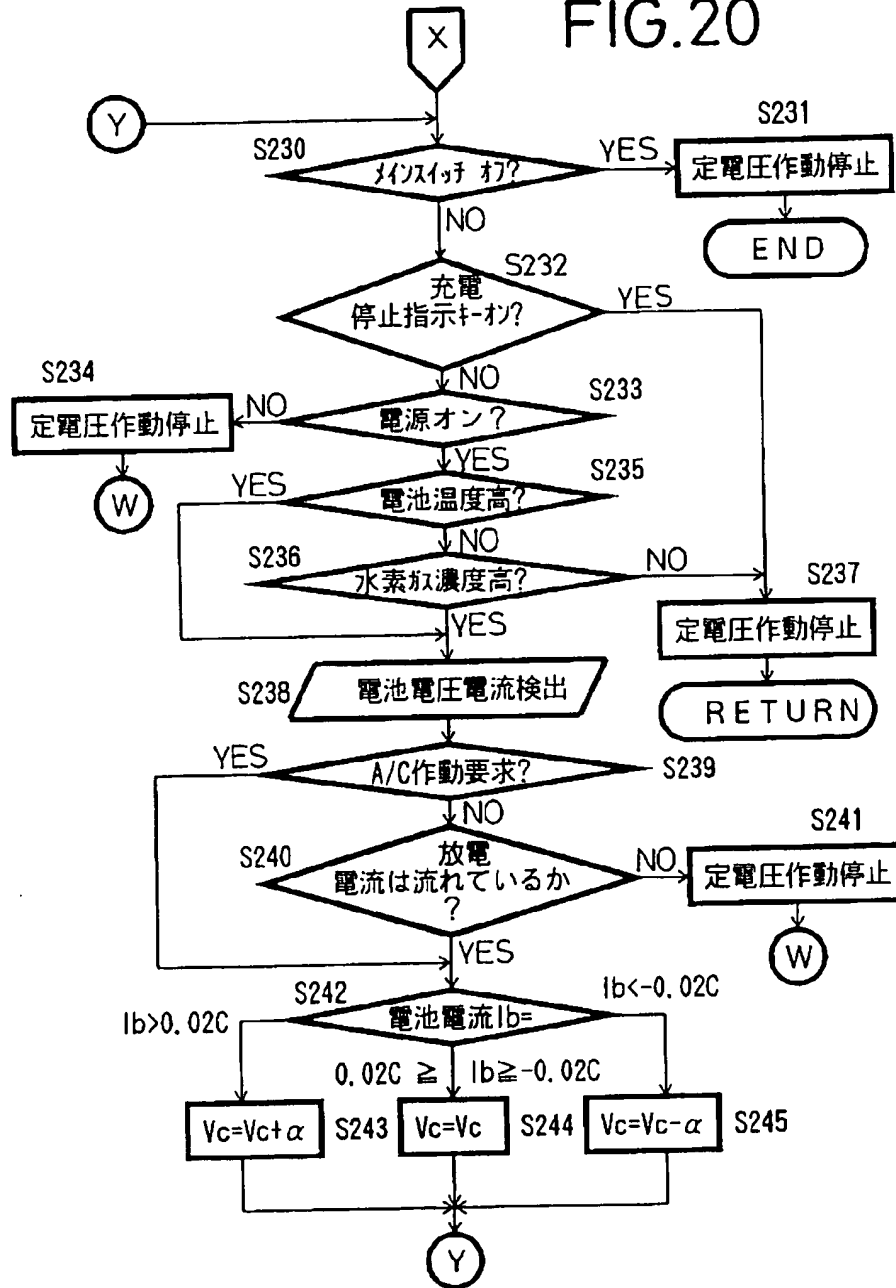 FIG.20
X
Y
S230
メインスイッチ オフ?
YES
S231
定電圧作動停止
END
NO
S232
充電
停止指示キーオン?
YES
NO
S233
電源オン?
NO
S234
定電圧作動停止
W
YES
S235
電池温度高?
YES
NO
S236
水素ガス濃度高?
NO
S237
定電圧作動停止
RETURN
YES
S238
電池電圧電流検出
S239
A/C作動要求?
YES
NO
S240
放電
電流は流れているか
?
NO
S241
定電圧作動停止
W
YES
S242
電池電流Ib=
Ib>0.02C
0.02C ≧ Ib≧-0.02C
Ib<-0.02C
Vc=Vc+α
S243
Vc=Vc
S244
Vc=Vc-α
S245
Y